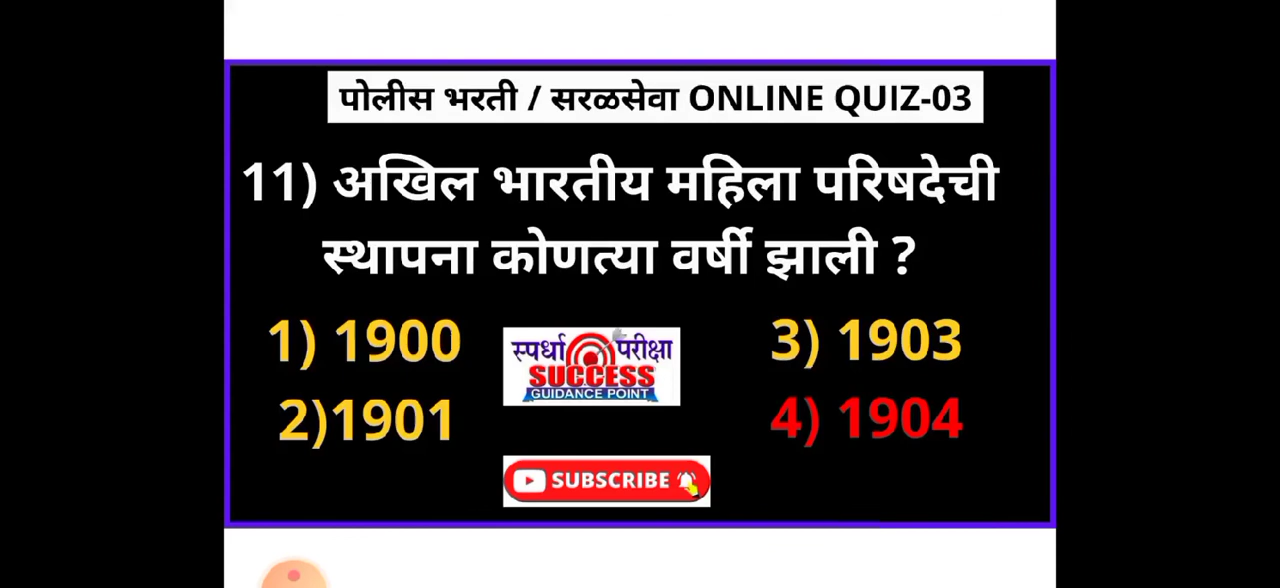 पोलीस भरती / सरळसेवा ONLINE QUIZ-03
11) अखिल भारतीय महिला परिषदेची
स्थापना कोणत्या वर्षी झाली ?
1) 1900
2)1901
3) 1903
4) 1904
स्पर्धा परीक्षा
SUCCESS
GUIDANCE POINT
SUBSCRIBE